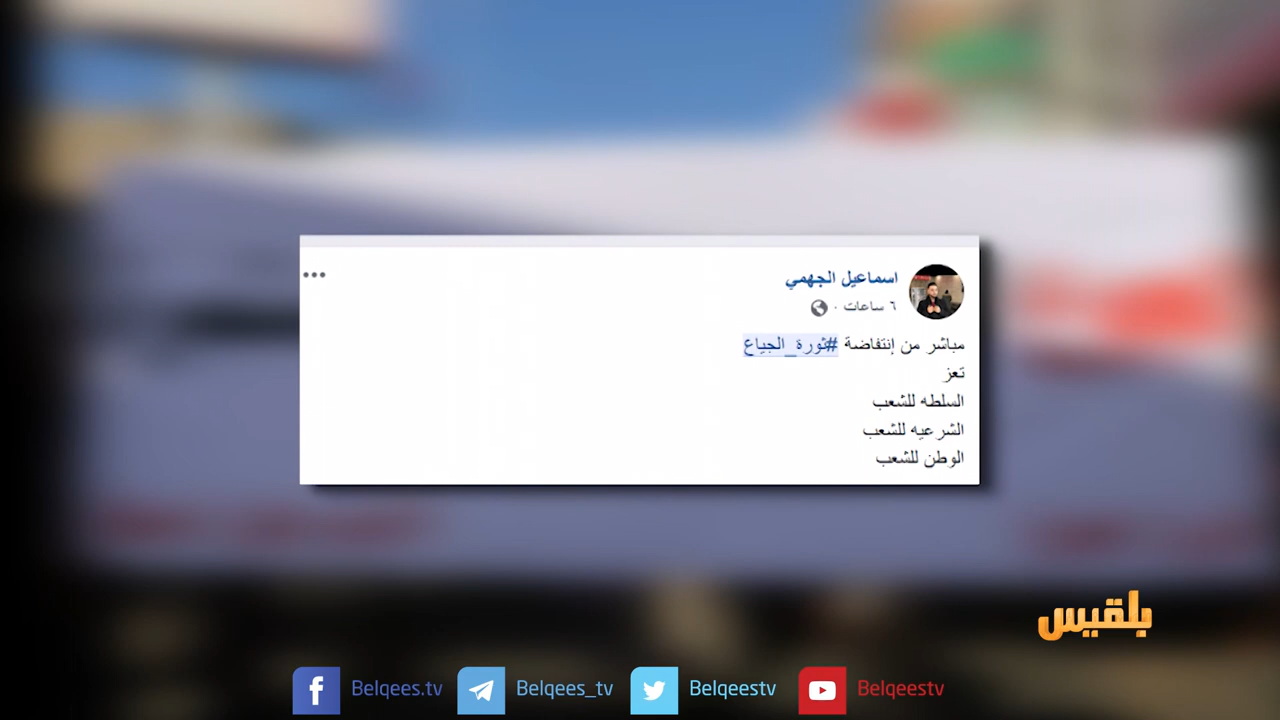 اسماعيل الجهمي
٦ ساعات ·
مباشر من إنتفاضة #ثورة_الجياع
تعز
السلطه للشعب
الشرعيه للشعب
الوطن للشعب
بلقيس
Belqees.tv Belqees_tv Belqeestv Belqeestv